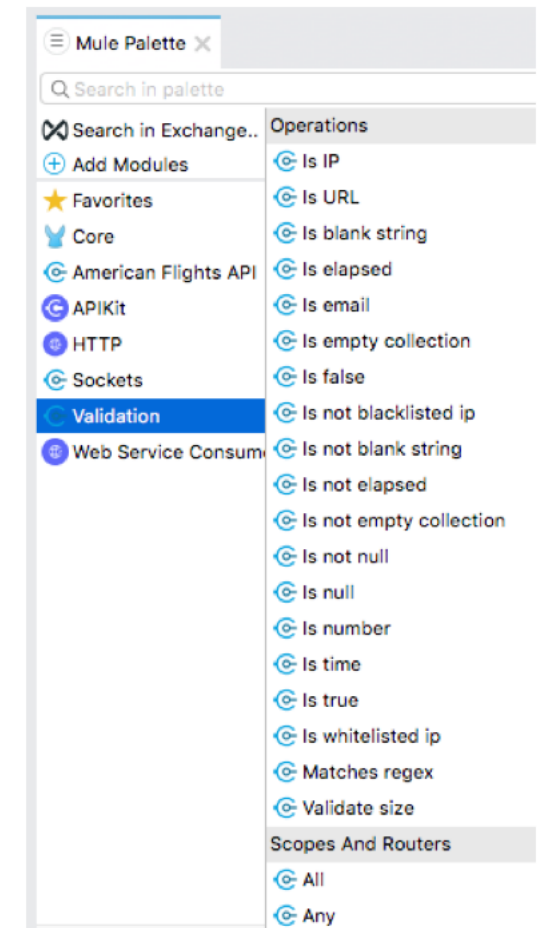 Mule Palette
Search in palette
Search in Exchange..
Add Modules
Favorites
Core
American Flights API
APIKit
HTTP
Sockets
Validation
Web Service Consum
Operations
Is IP
Is URL
Is blank string
Is elapsed
Is email
Is empty collection
Is false
Is not blacklisted ip
Is not blank string
Is not elapsed
Is not empty collection
Is not null
Is null
Is number
Is time
Is true
Is whitelisted ip
Matches regex
Validate size
Scopes And Routers
All
Any